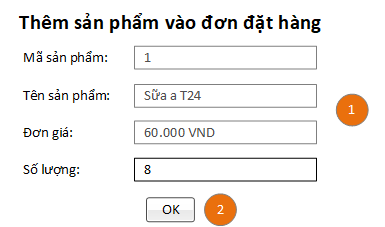 Thêm sản phẩm vào đơn đặt hàng
Mã sản phẩm: 1
Tên sản phẩm: Sữa a T24
1
Đơn giá: 60.000 VND
Số lượng: 8
OK 2